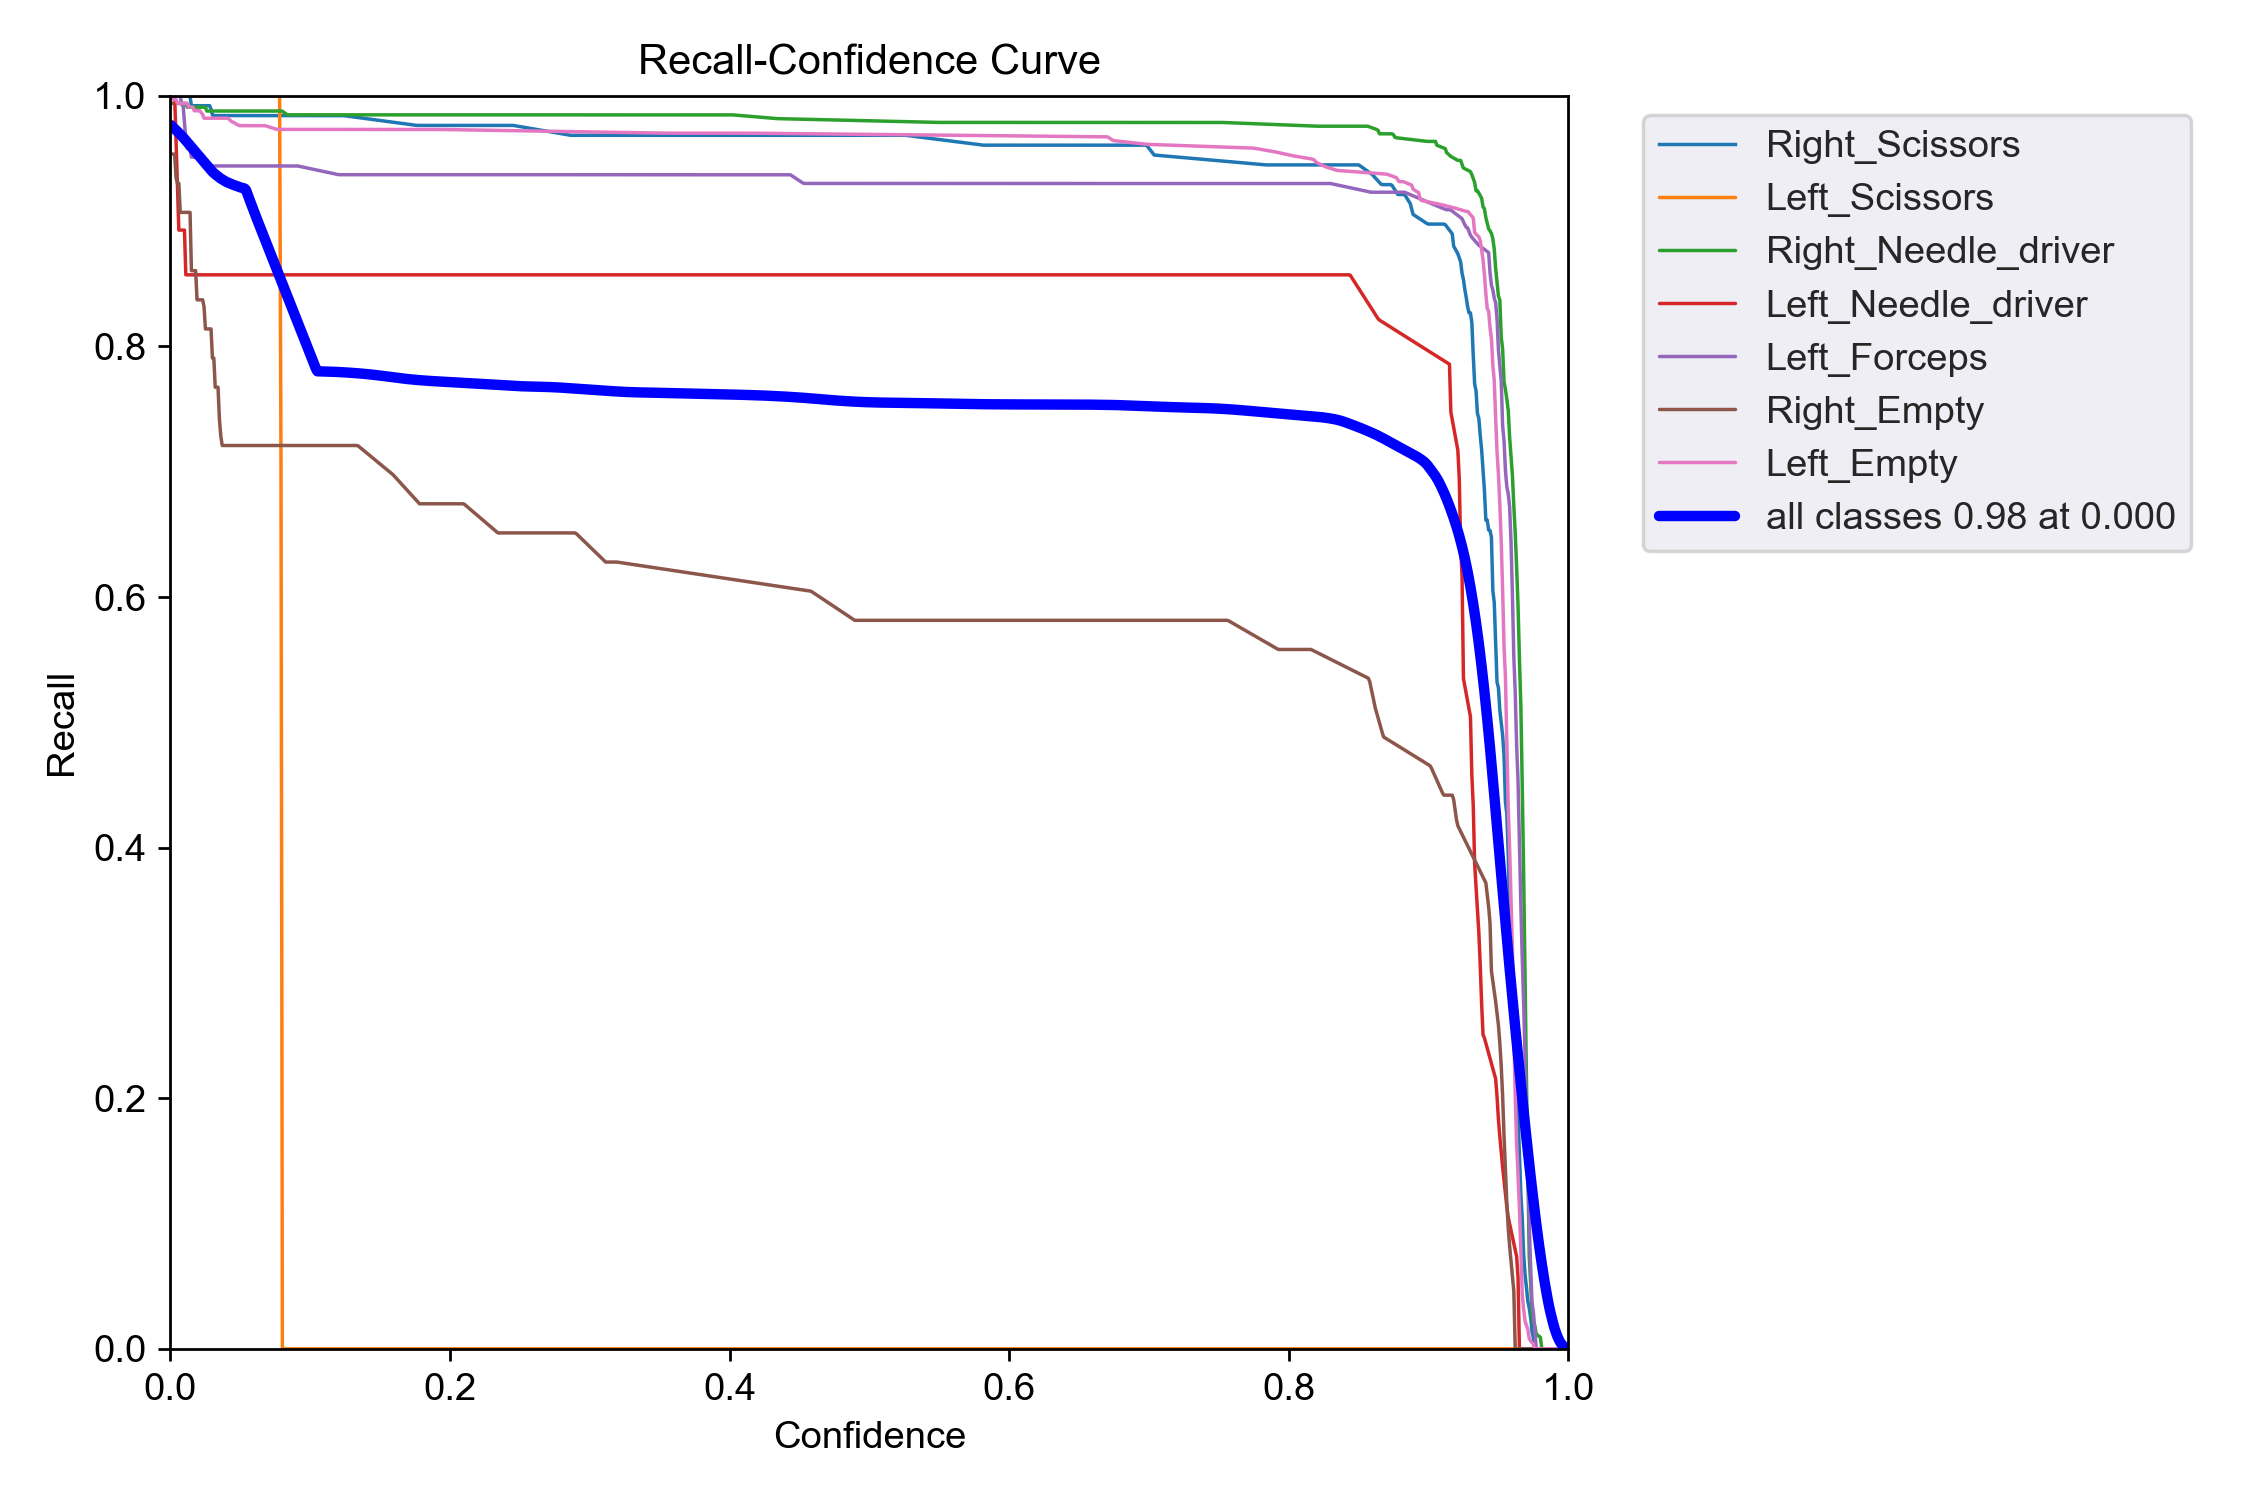 Recall-Confidence Curve
1.0
0.8
0.6
0.4
0.2
0.0
Recall
0.0 0.2 0.4 0.6 0.8 1.0
Confidence
Right_Scissors
Left_Scissors
Right_Needle_driver
Left_Needle_driver
Left_Forceps
Right_Empty
Left_Empty
all classes 0.98 at 0.000